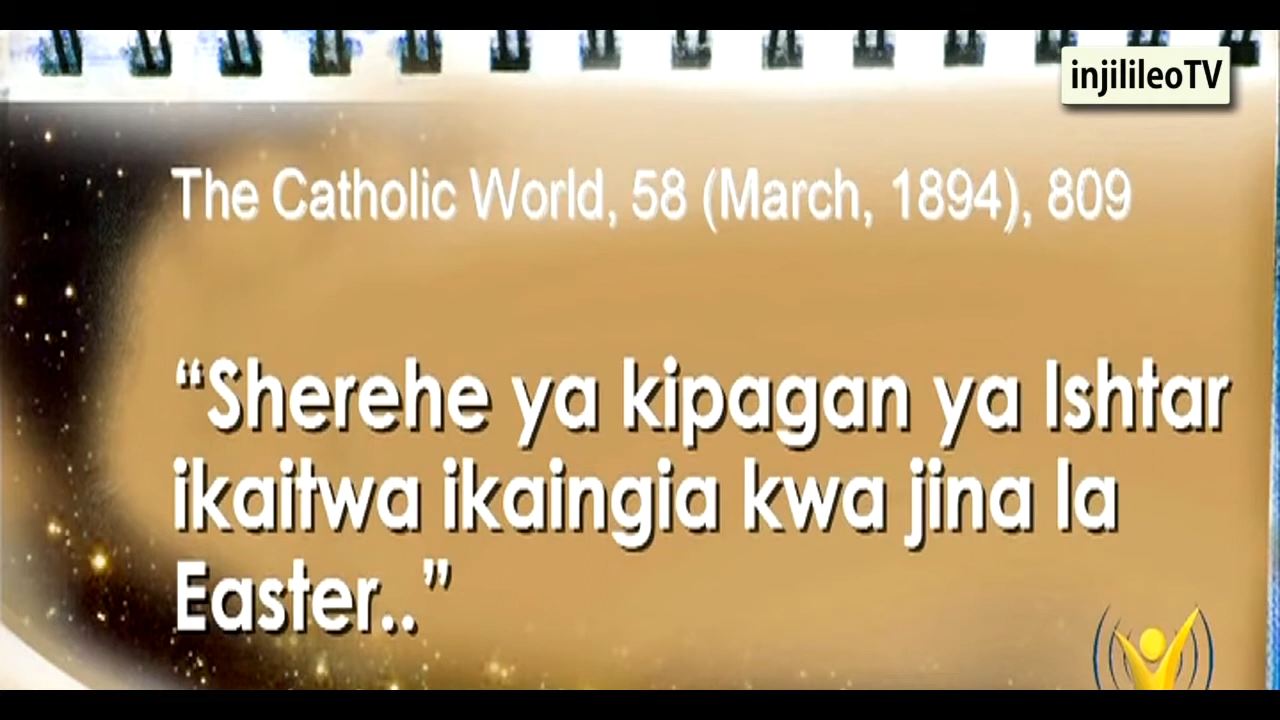 injilileoTV
The Catholic World, 58 (March, 1894), 809
“Sherehe ya kipagan ya Ishtar
ikaitwa ikaingia kwa jina la
Easter..”